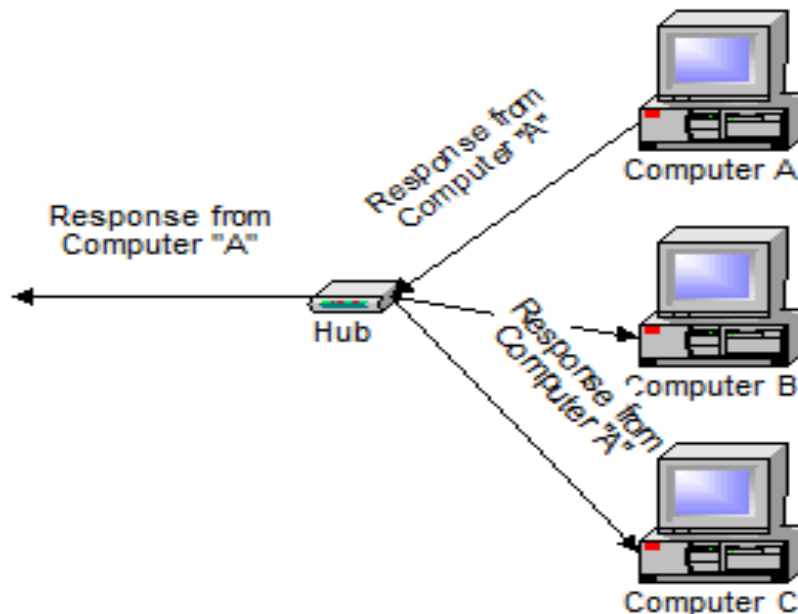 Response from
Computer "A"
Computer A
Response from
Computer "A"
Hub
Response from
Computer "A"
Computer B
Computer C